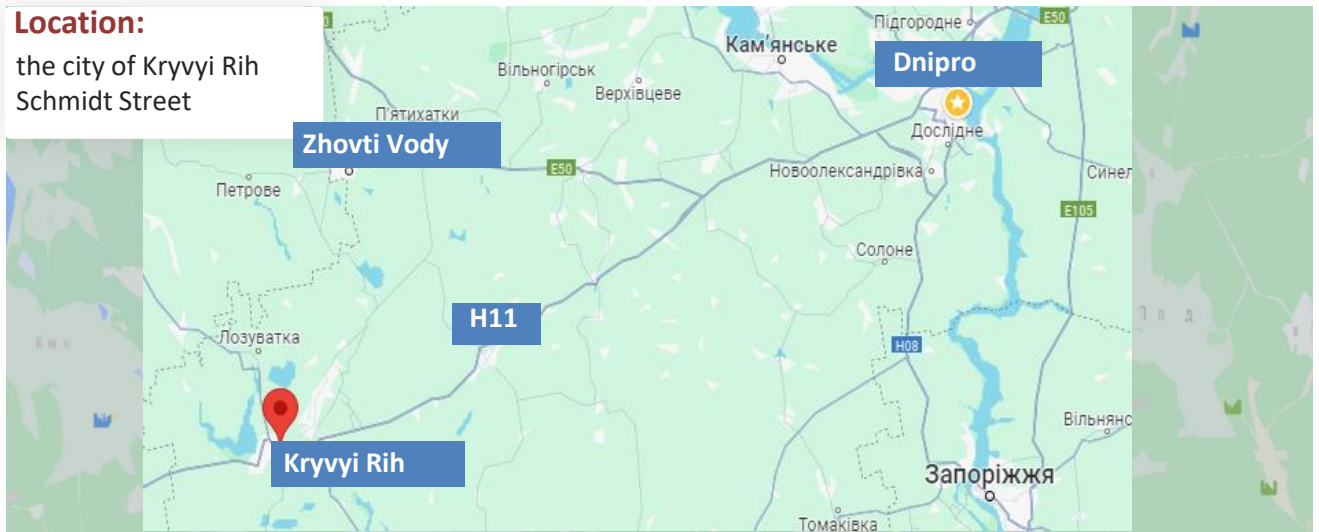 Location:
the city of Kryvyi Rih
Schmidt Street
Підгородне
E50
Кам'янське
Dnipro
Вільногірськ
Верхівцеве
П'ятихатки
Дослідне
Zhovti Vody
E50
Новоолександрівка
Синел
Петрове
E105
Солоне
H11
Лозуватка
H08
Вільнянс
Kryvyi Rih
Запоріжжя
Томаківка